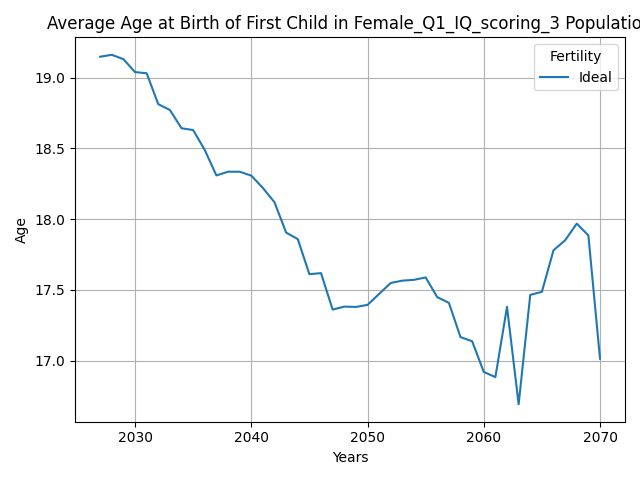 Average Age at Birth of First Child in Female_Q1_IQ_scoring_3 Populatio
Fertility
Ideal
19.0
18.5
18.0
17.5
17.0
Age
2030 2040 2050 2060 2070
Years